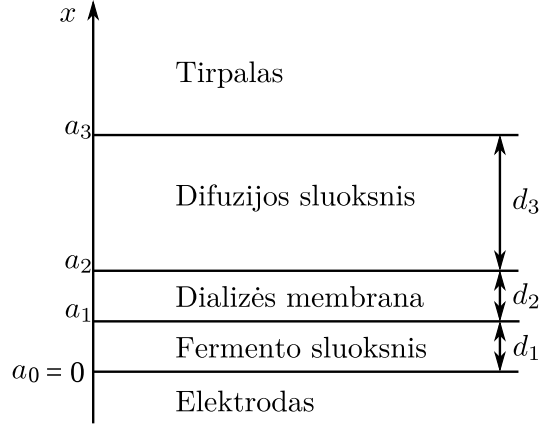 x
Tirpalas
a₃
Difuzijos sluoksnis
d₃
a₂
Dializės membrana
d₂
a₁
Fermento sluoksnis
d₁
a₀ = 0
Elektrodas